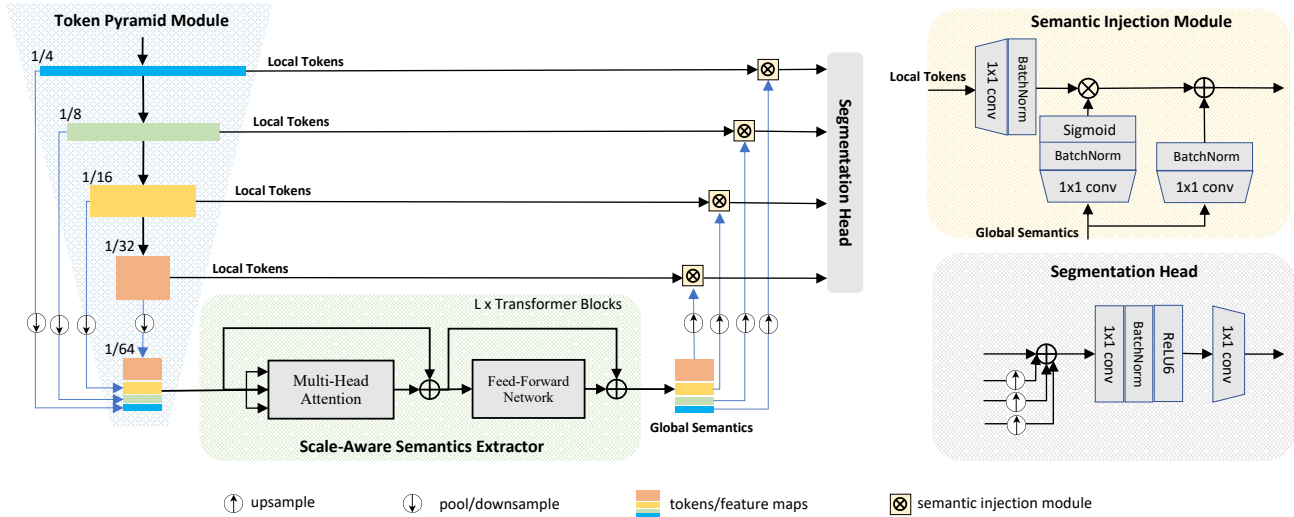 Token Pyramid Module
1/4
Local Tokens
1/8
Local Tokens
1/16
Local Tokens
1/32
Local Tokens
1/64
Segmentation Head
L x Transformer Blocks
Multi-Head
Attention
Feed-Forward
Network
Scale-Aware Semantics Extractor
Global Semantics
Semantic Injection Module
Local Tokens
1x1 conv
BatchNorm
Sigmoid
BatchNorm
1x1 conv
BatchNorm
1x1 conv
Global Semantics
Segmentation Head
1x1 conv
BatchNorm
ReLU6
1x1 conv
upsample
pool/downsample
tokens/feature maps
semantic injection module